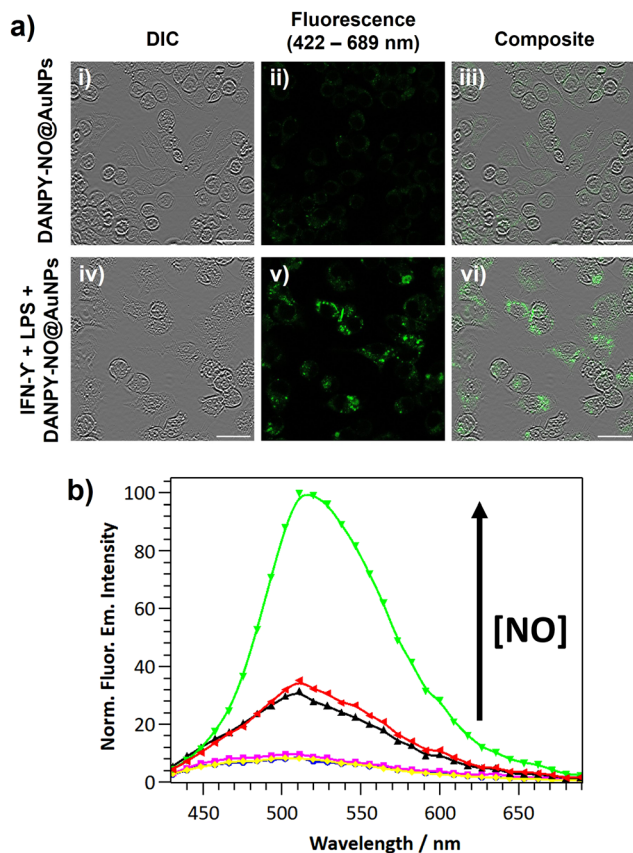 a)
DIC
Fluorescence
(422 – 689 nm)
Composite
DANPY-NO@AuNPs
i)
ii)
iii)
IFN-ϒ + LPS +
DANPY-NO@AuNPs
iv)
v)
vi)
b)
Norm. Fluor. Em. Intensity
100
80
60
40
20
0
[NO]
450
500
550
600
650
Wavelength / nm